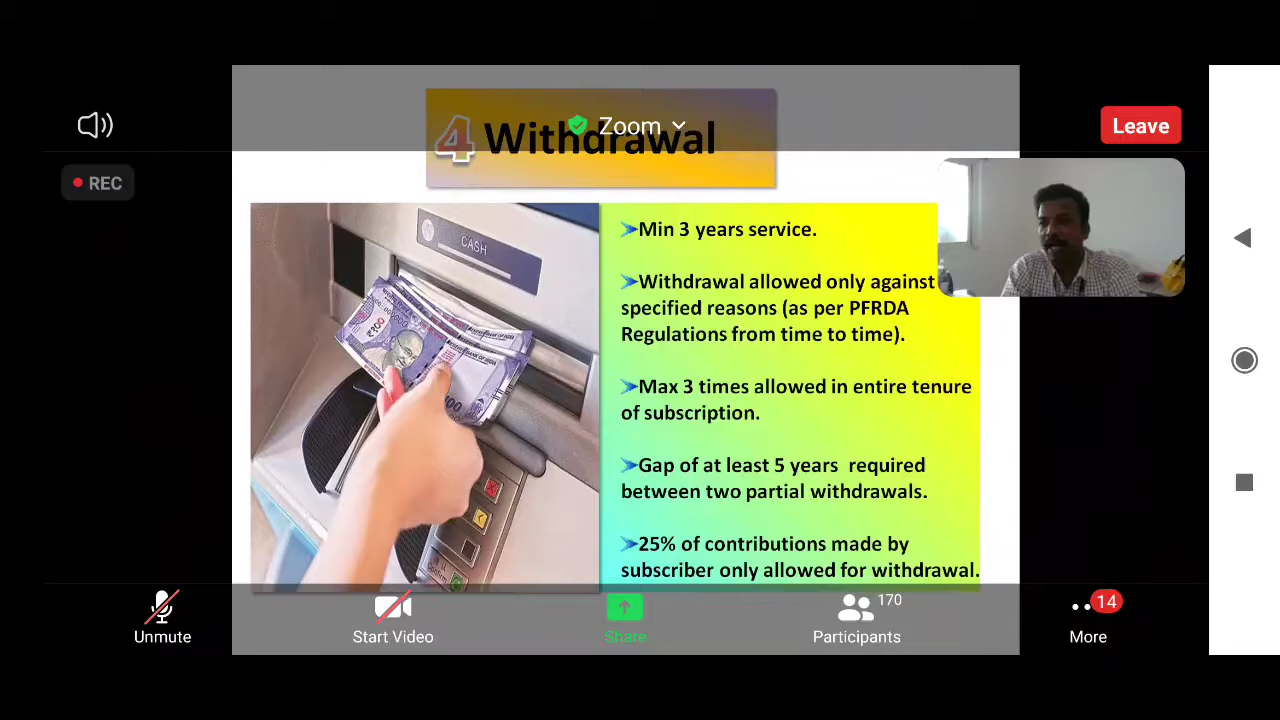 4 Withdrawal
Zoom
Leave
REC
CASH
➢Min 3 years service.
➢Withdrawal allowed only against
specified reasons (as per PFRDA
Regulations from time to time).
➢Max 3 times allowed in entire tenure
of subscription.
➢Gap of at least 5 years required
between two partial withdrawals.
➢25% of contributions made by
subscriber only allowed for withdrawal.
Unmute
Start Video
Share
Participants
170
More
14